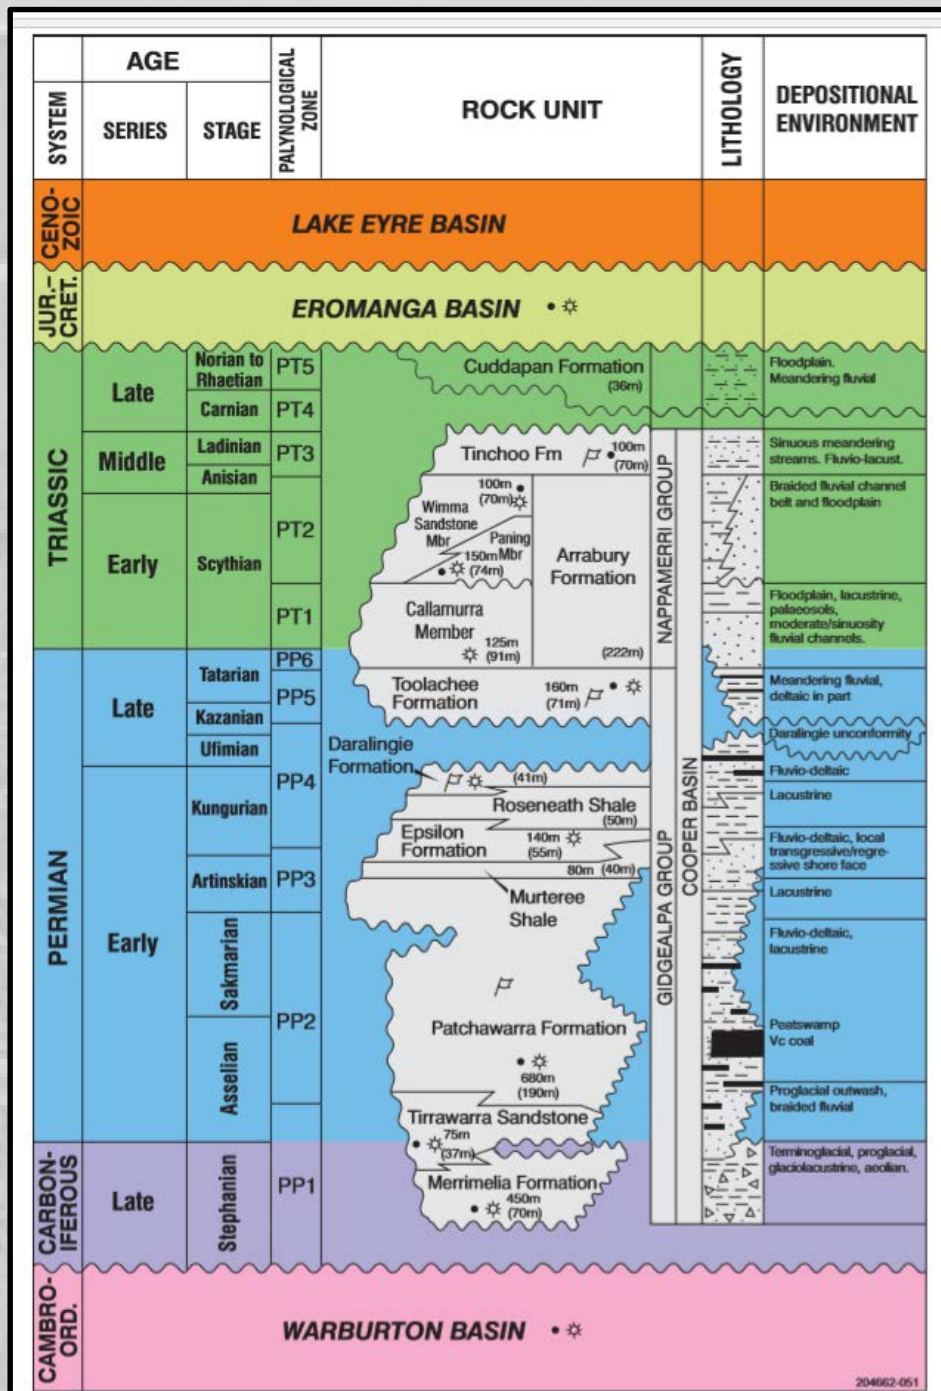 AGE
SYSTEM
SERIES
STAGE
PALYNOLOGICAL
ZONE
ROCK UNIT
LITHOLOGY
DEPOSITIONAL
ENVIRONMENT
CENO-
ZOIC
LAKE EYRE BASIN
JUR.–
CRET.
EROMANGA BASIN
TRIASSIC
Late
Norian to
Rhaetian
PT5
Cuddapan Formation
(36m)
Floodplain.
Meandering fluvial
Carnian
PT4
Middle
Ladinian
PT3
Tinchoo Fm
100m
(70m)
Sinuous meandering
streams. Fluvio-lacust.
Anisian
Early
Scythian
PT2
100m
(70m)
Wimma
Sandstone
Mbr
Paning
Mbr
150m
(74m)
Arrabury
Formation
Braided fluvial channel
belt and floodplain
PT1
Callamurra
Member
125m
(91m)
(222m)
Floodplain, lacustrine,
palaeosols,
moderate/sinuosity
fluvial channels.
NAPPAMERRI GROUP
PERMIAN
Late
Tatarian
PP6
PP5
Toolachee
Formation
160m
(71m)
Meandering fluvial,
deltaic in part
Kazanian
Ufimian
Daralingie
Formation
(41m)
Daralingie unconformity
Fluvio-deltaic
Early
Kungurian
PP4
Roseneath Shale
(50m)
Lacustrine
Epsilon
Formation
140m
(55m)
Fluvio-deltaic, local
transgressive/regre-
ssive shore face
Artinskian
PP3
80m (40m)
Murteree
Shale
Lacustrine
COOPER BASIN
GIDGEALPA GROUP
Sakmarian
Fluvio-deltaic,
lacustrine
PP2
Patchawarra Formation
680m
(190m)
Peatswamp
Vc coal
Asselian
Tirrawarra Sandstone
75m
(37m)
Proglacial outwash,
braided fluvial
CARBON-
IFEROUS
Late
Stephanian
PP1
Merrimelia Formation
450m
(70m)
Terminoglacial, proglacial,
glaciolacustrine, aeolian.
CAMBRO-
ORD.
WARBURTON BASIN
204662-051